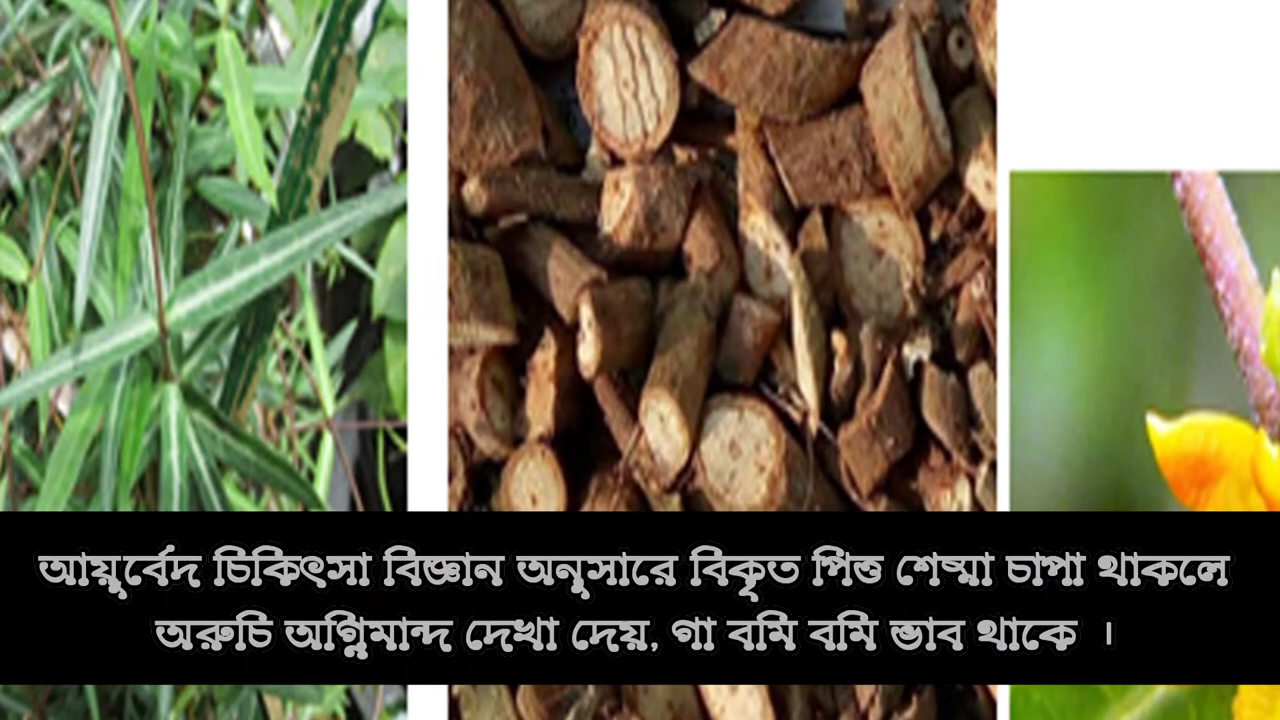 আয়ুর্বেদ চিকিৎসা বিজ্ঞান অনুসারে বিকৃত পিত্ত শেষ্মা চাপা থাকলে
অরুচি অগ্নিমান্দ দেখা দেয়, গা বমি বমি ভাব থাকে ।